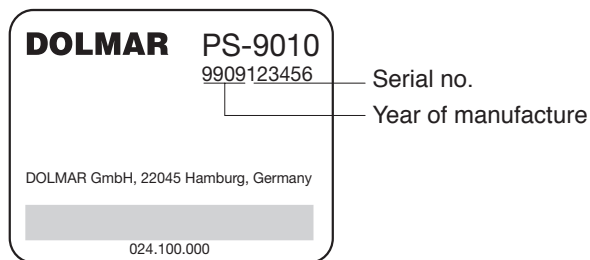 DOLMAR PS-9010
9909123456
Serial no.
Year of manufacture
DOLMAR GmbH, 22045 Hamburg, Germany
024.100.000